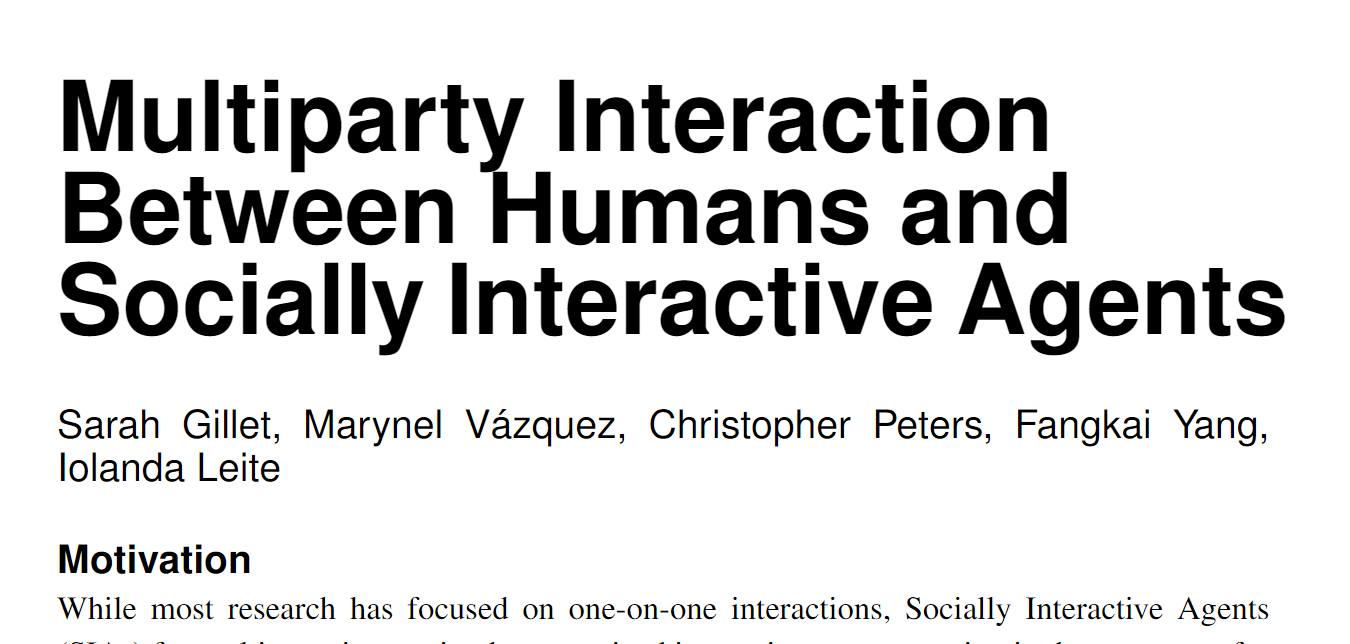 Multiparty Interaction
Between Humans and
Socially Interactive Agents
Sarah Gillet, Marynel Vázquez, Christopher Peters, Fangkai Yang,
Iolanda Leite
Motivation
While most research has focused on one-on-one interactions, Socially Interactive Agents